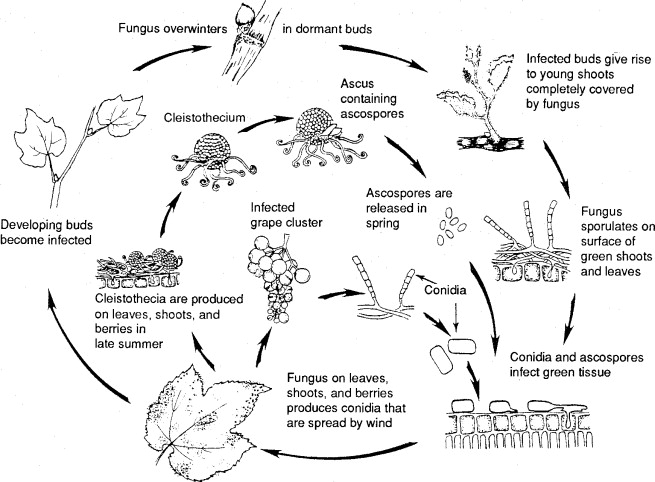 Fungus overwinters
in dormant buds
Infected buds give rise
to young shoots
completely covered
by fungus
Ascus
containing
ascospores
Cleistothecium
Ascospores are
released in
spring
Infected
grape cluster
Fungus
sporulates on
surface of
green shoots
and leaves
Developing buds
become infected
Conidia
Cleistothecia are produced
on leaves, shoots, and
berries in
late summer
Conidia and ascospores
infect green tissue
Fungus on leaves,
shoots, and berries
produces conidia that
are spread by wind